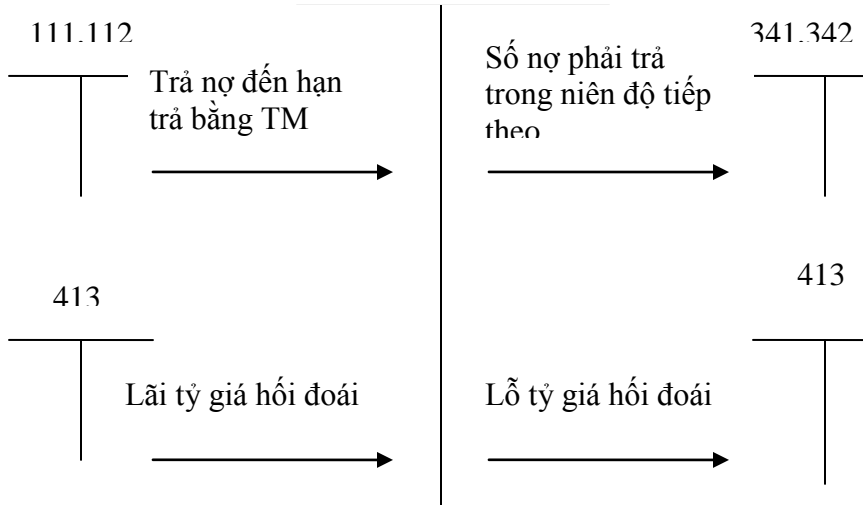 111.112
Trả nợ đến hạn
trả bằng TM
Số nợ phải trả
trong niên độ tiếp
theo
341.342
413
Lãi tỷ giá hối đoái
Lỗ tỷ giá hối đoái
413